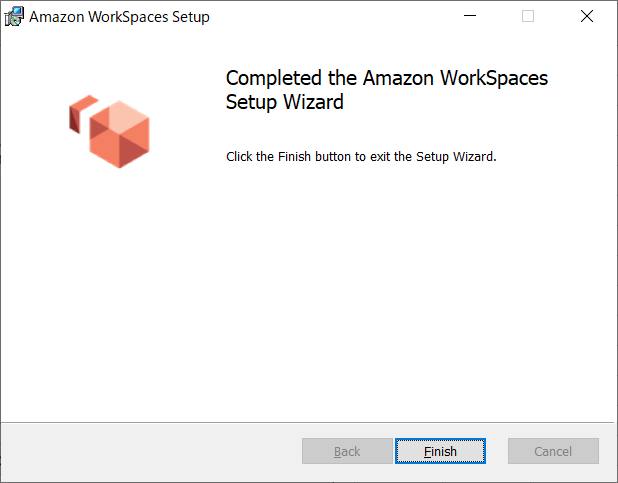 Amazon WorkSpaces Setup
Completed the Amazon WorkSpaces
Setup Wizard
Click the Finish button to exit the Setup Wizard.
Back
Finish
Cancel